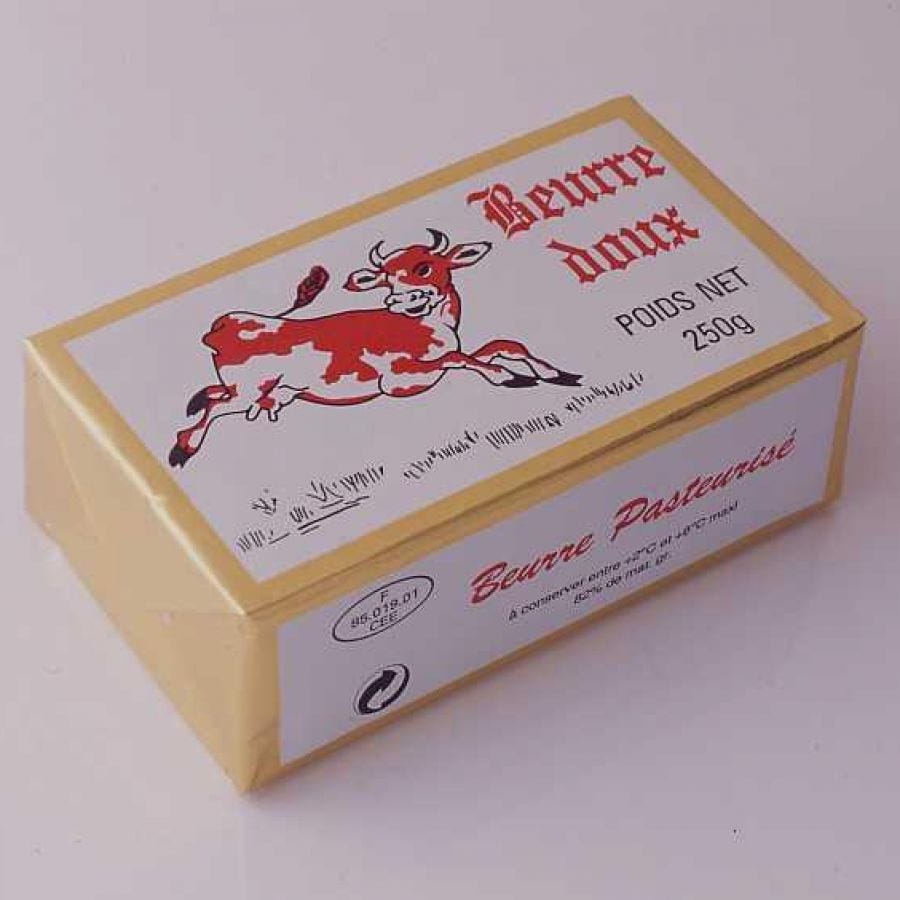 Beurre
doux
POIDS NET
250g
Beurre Pasteurisé
à conserver entre +2°C et +6°C maxi
82% de mat. gr.
F
85.019.01
CEE